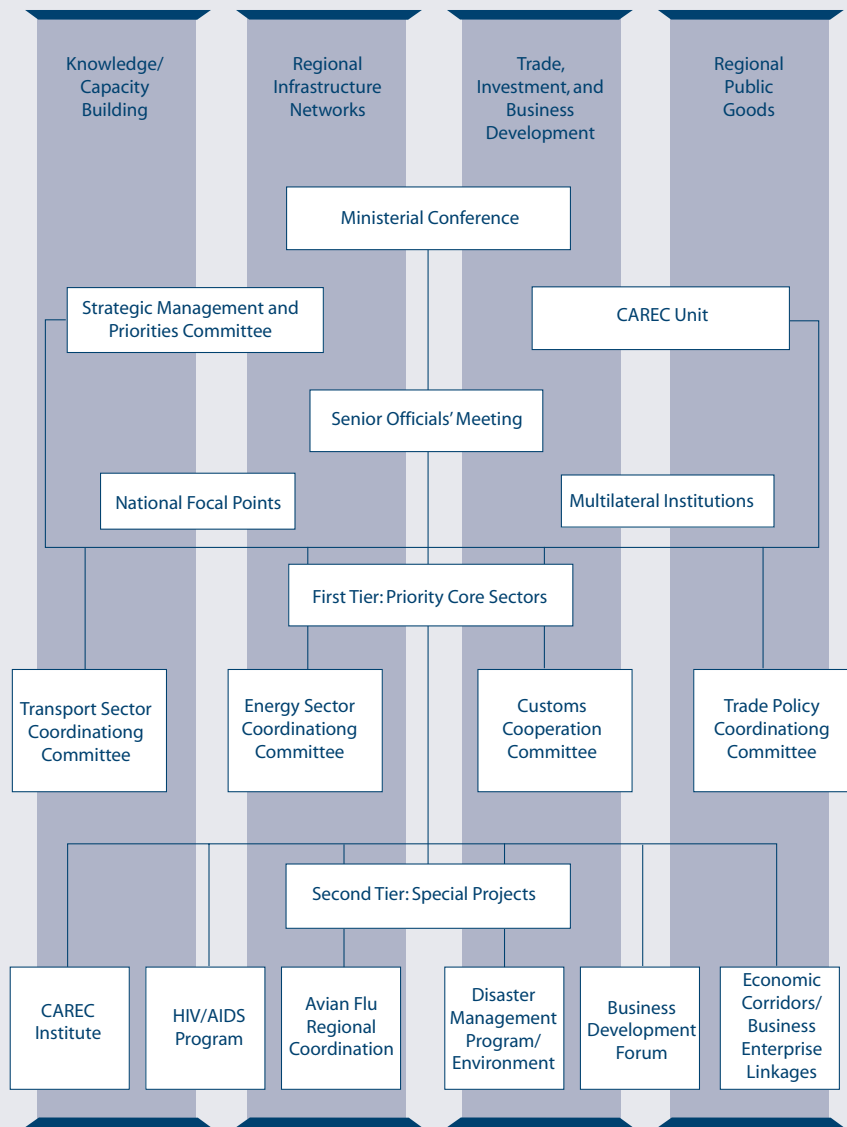 Knowledge/
Capacity
Building
Regional
Infrastructure
Networks
Trade,
Investment, and
Business
Development
Regional
Public
Goods
Ministerial Conference
Strategic Management and
Priorities Committee
CAREC Unit
Senior Officials' Meeting
National Focal Points
Multilateral Institutions
First Tier: Priority Core Sectors
Transport Sector
Coordinationg
Committee
Energy Sector
Coordinationg
Committee
Customs
Cooperation
Committee
Trade Policy
Coordinationg
Committee
Second Tier: Special Projects
CAREC
Institute
HIV/AIDS
Program
Avian Flu
Regional
Coordination
Disaster
Management
Program/
Environment
Business
Development
Forum
Economic
Corridors/
Business
Enterprise
Linkages